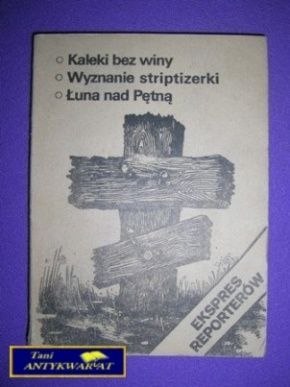 ○ Kaleki bez winy
○ Wyznanie striptizerki
○ Łuna nad Pętną
EKSPRES
REPORTERÓW
Tani
ANTYKWARIAT